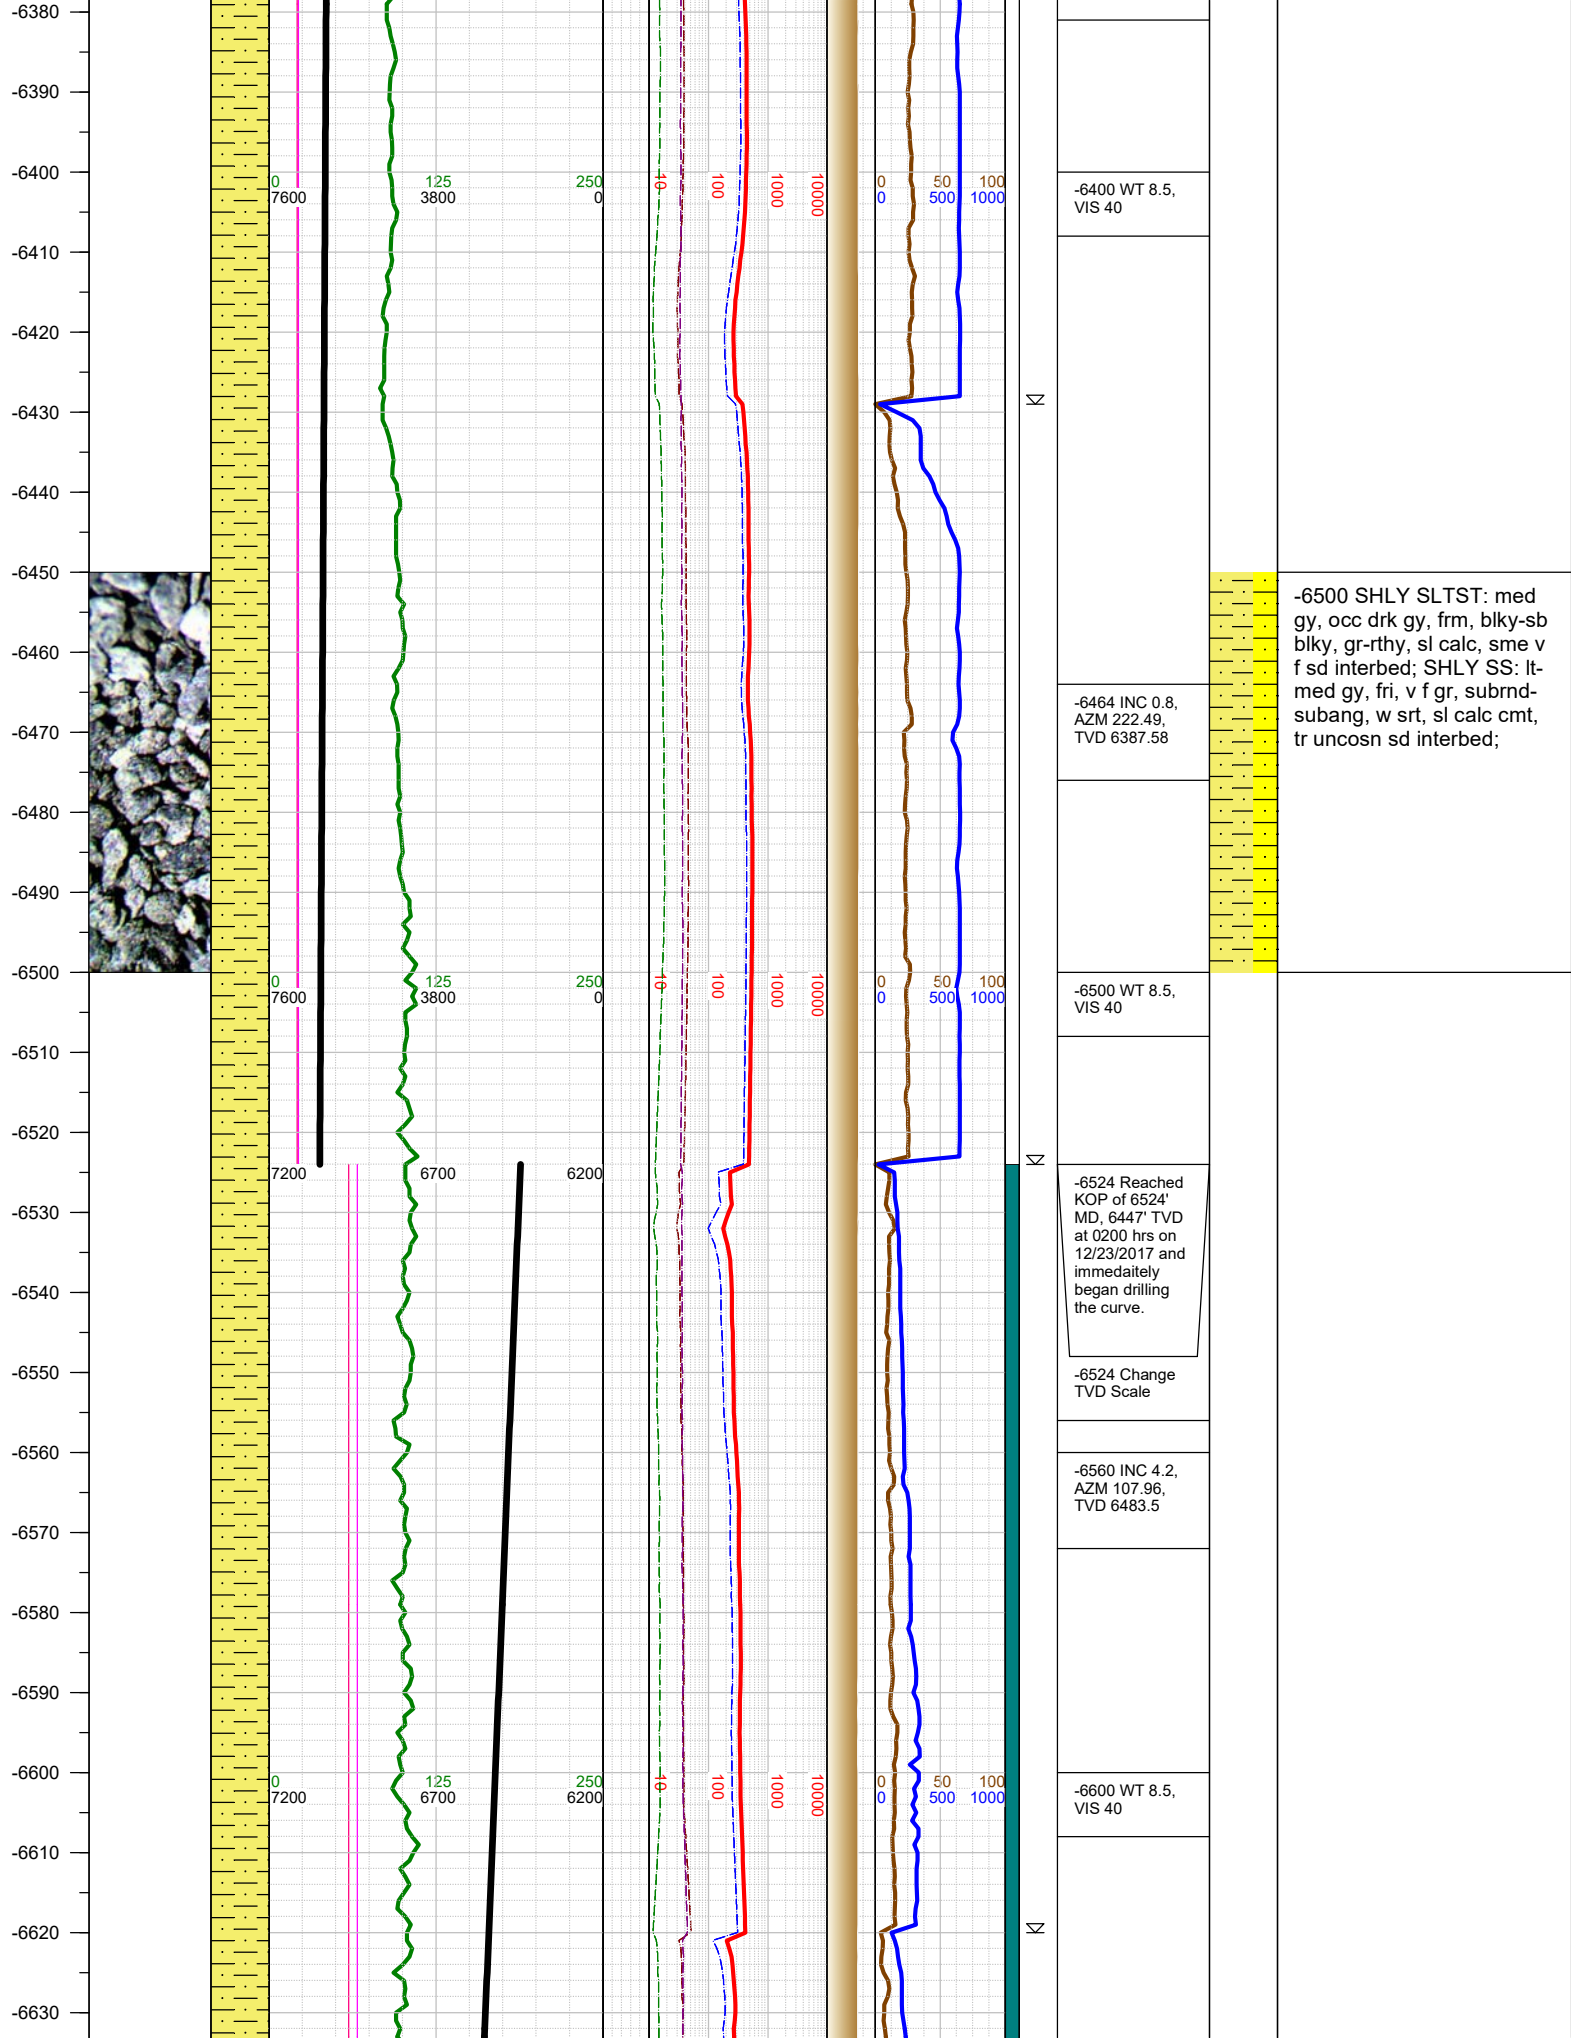 -6380
-6390
-6400
0 125 250
7600 3800 0
10 100 1000 10000
0 50 100
0 500 1000
-6400 WT 8.5,
VIS 40
-6410
-6420
-6430
-6440
-6450
-6500 SHLY SLTST: med
gy, occ drk gy, frm, blky-sb
blky, gr-rthy, sl calc, sme v
f sd interbed; SHLY SS: lt-
med gy, fri, v f gr, subrnd-
subang, w srt, sl calc cmt,
tr uncosn sd interbed;
-6460
-6464 INC 0.8,
AZM 222.49,
TVD 6387.58
-6470
-6480
-6490
-6500
0 125 250
7600 3800 0
10 100 1000 10000
0 50 100
0 500 1000
-6500 WT 8.5,
VIS 40
-6510
-6520
7200 6700 6200
-6524 Reached
KOP of 6524'
MD, 6447' TVD
at 0200 hrs on
12/23/2017 and
immedaitely
began drilling
the curve.
-6530
-6540
-6550
-6524 Change
TVD Scale
-6560
-6560 INC 4.2,
AZM 107.96,
TVD 6483.5
-6570
-6580
-6590
-6600
0 125 250
7200 6700 6200
10 100 1000 10000
0 50 100
0 500 1000
-6600 WT 8.5,
VIS 40
-6610
-6620
-6630